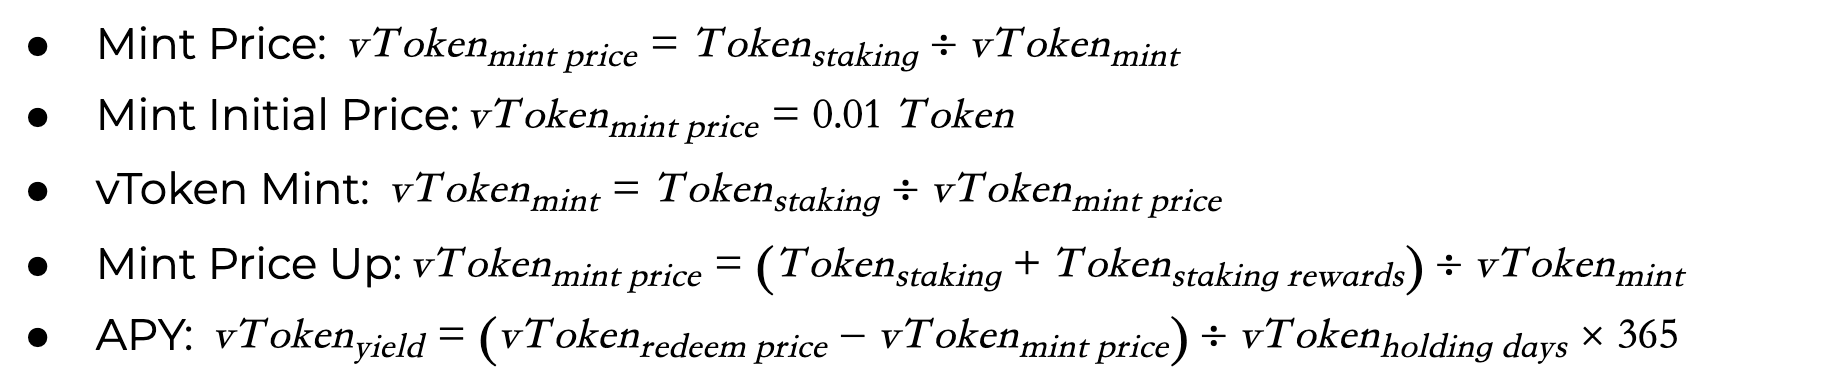 ● Mint Price: vToken_mint price = Token_staking ÷ vToken_mint
● Mint Initial Price: vToken_mint price = 0.01 Token
● vToken Mint: vToken_mint = Token_staking ÷ vToken_mint price
● Mint Price Up: vToken_mint price = (Token_staking + Token_staking rewards) ÷ vToken_mint
● APY: vToken_yield = (vToken_redeem price − vToken_mint price) ÷ vToken_holding days × 365